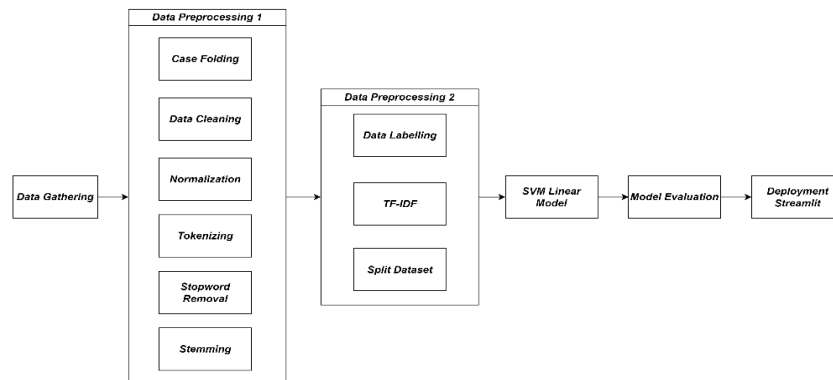 Data Gathering
Data Preprocessing 1
Case Folding
Data Cleaning
Normalization
Tokenizing
Stopword
Removal
Stemming
Data Preprocessing 2
Data Labelling
TF-IDF
Split Dataset
SVM Linear
Model
Model Evaluation
Deployment
Streamlit